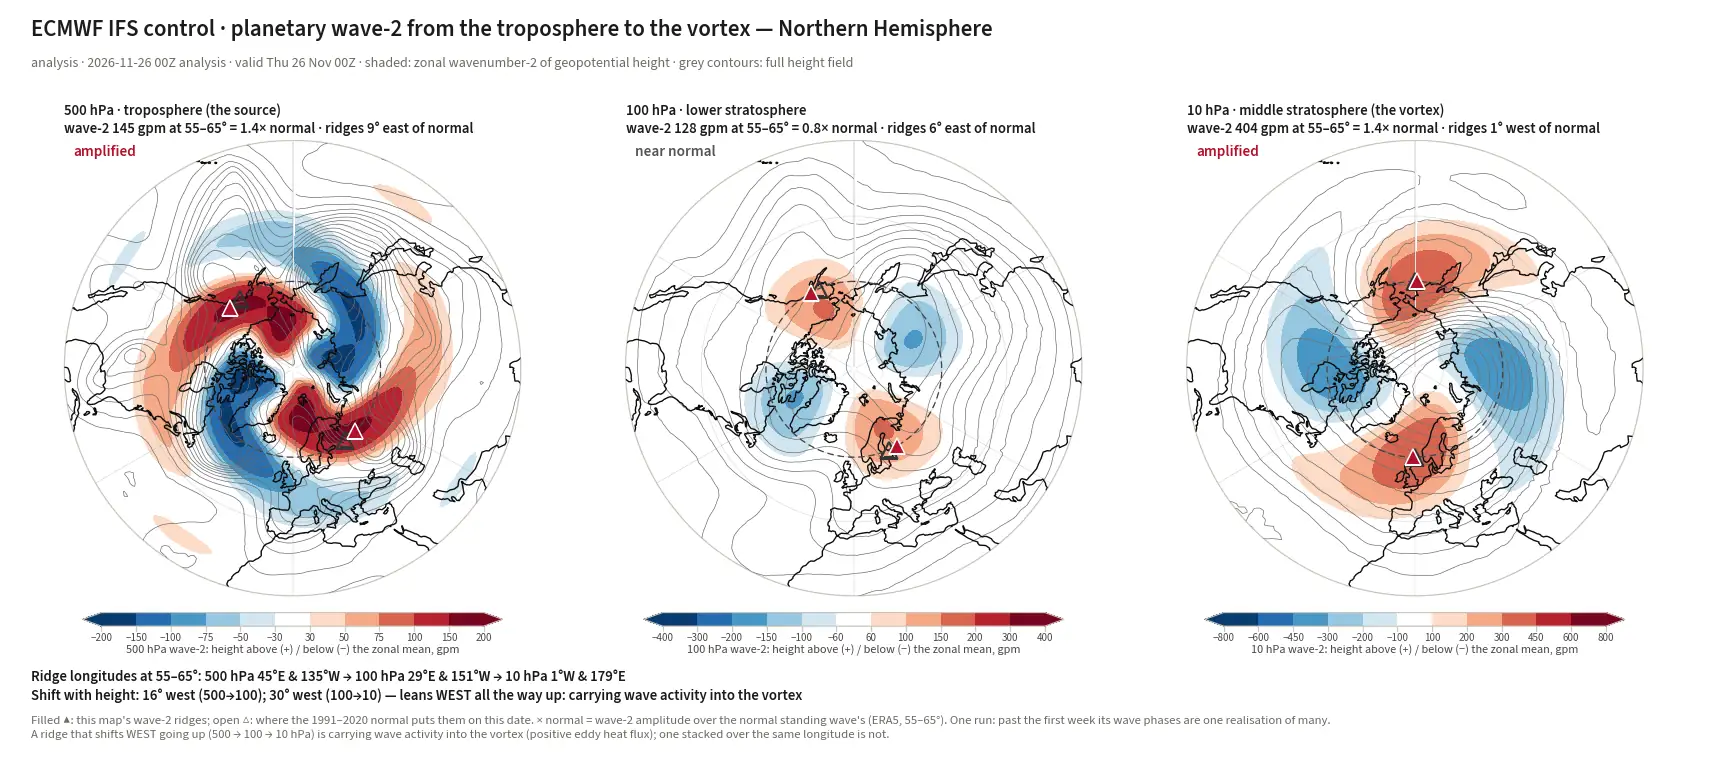 ECMWF IFS control · planetary wave-2 from the troposphere to the vortex — Northern Hemisphere
analysis · 2026-11-26 00Z analysis · valid Thu 26 Nov 00Z · shaded: zonal wavenumber-2 of geopotential height · grey contours: full height field
500 hPa · troposphere (the source)
wave-2 145 gpm at 55–65° = 1.4× normal · ridges 9° east of normal
amplified
100 hPa · lower stratosphere
wave-2 128 gpm at 55–65° = 0.8× normal · ridges 6° east of normal
near normal
10 hPa · middle stratosphere (the vortex)
wave-2 404 gpm at 55–65° = 1.4× normal · ridges 1° west of normal
amplified
−200 −150 −100 −75 −50 −30 30 50 75 100 150 200
500 hPa wave-2: height above (+) / below (−) the zonal mean, gpm
−400 −300 −200 −150 −100 −60 60 100 150 200 300 400
100 hPa wave-2: height above (+) / below (−) the zonal mean, gpm
−800 −600 −450 −300 −200 −100 100 200 300 450 600 800
10 hPa wave-2: height above (+) / below (−) the zonal mean, gpm
Ridge longitudes at 55–65°: 500 hPa 45°E & 135°W → 100 hPa 29°E & 151°W → 10 hPa 1°W & 179°E
Shift with height: 16° west (500→100); 30° west (100→10) — leans WEST all the way up: carrying wave activity into the vortex
Filled ▲: this map's wave-2 ridges; open △: where the 1991–2020 normal puts them on this date. × normal = wave-2 amplitude over the normal standing wave's (ERA5, 55–65°). One run: past the first week its wave phases are one realisation of many.
A ridge that shifts WEST going up (500 → 100 → 10 hPa) is carrying wave activity into the vortex (positive eddy heat flux); one stacked over the same longitude is not.